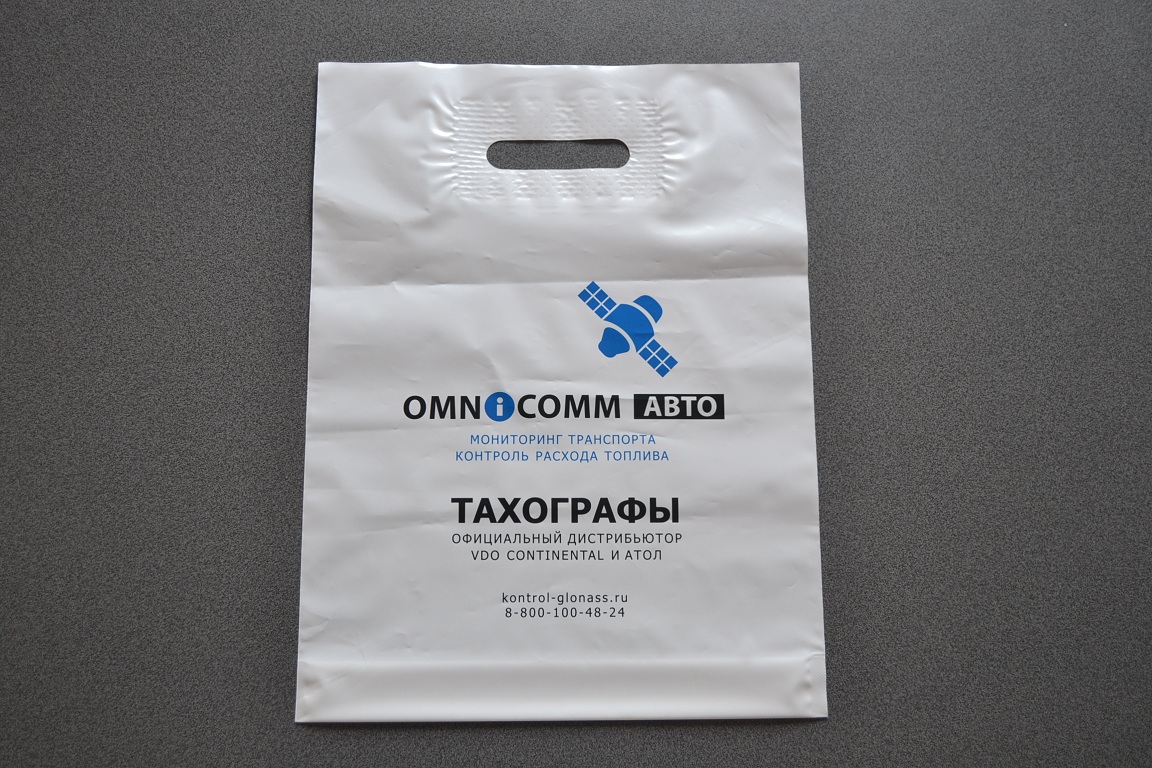 OMNiCOMM АВТО
МОНИТОРИНГ ТРАНСПОРТА
КОНТРОЛЬ РАСХОДА ТОПЛИВА
ТАХОГРАФЫ
ОФИЦИАЛЬНЫЙ ДИСТРИБЬЮТОР
VDO CONTINENTAL И АТОЛ
kontrol-glonass.ru
8-800-100-48-24